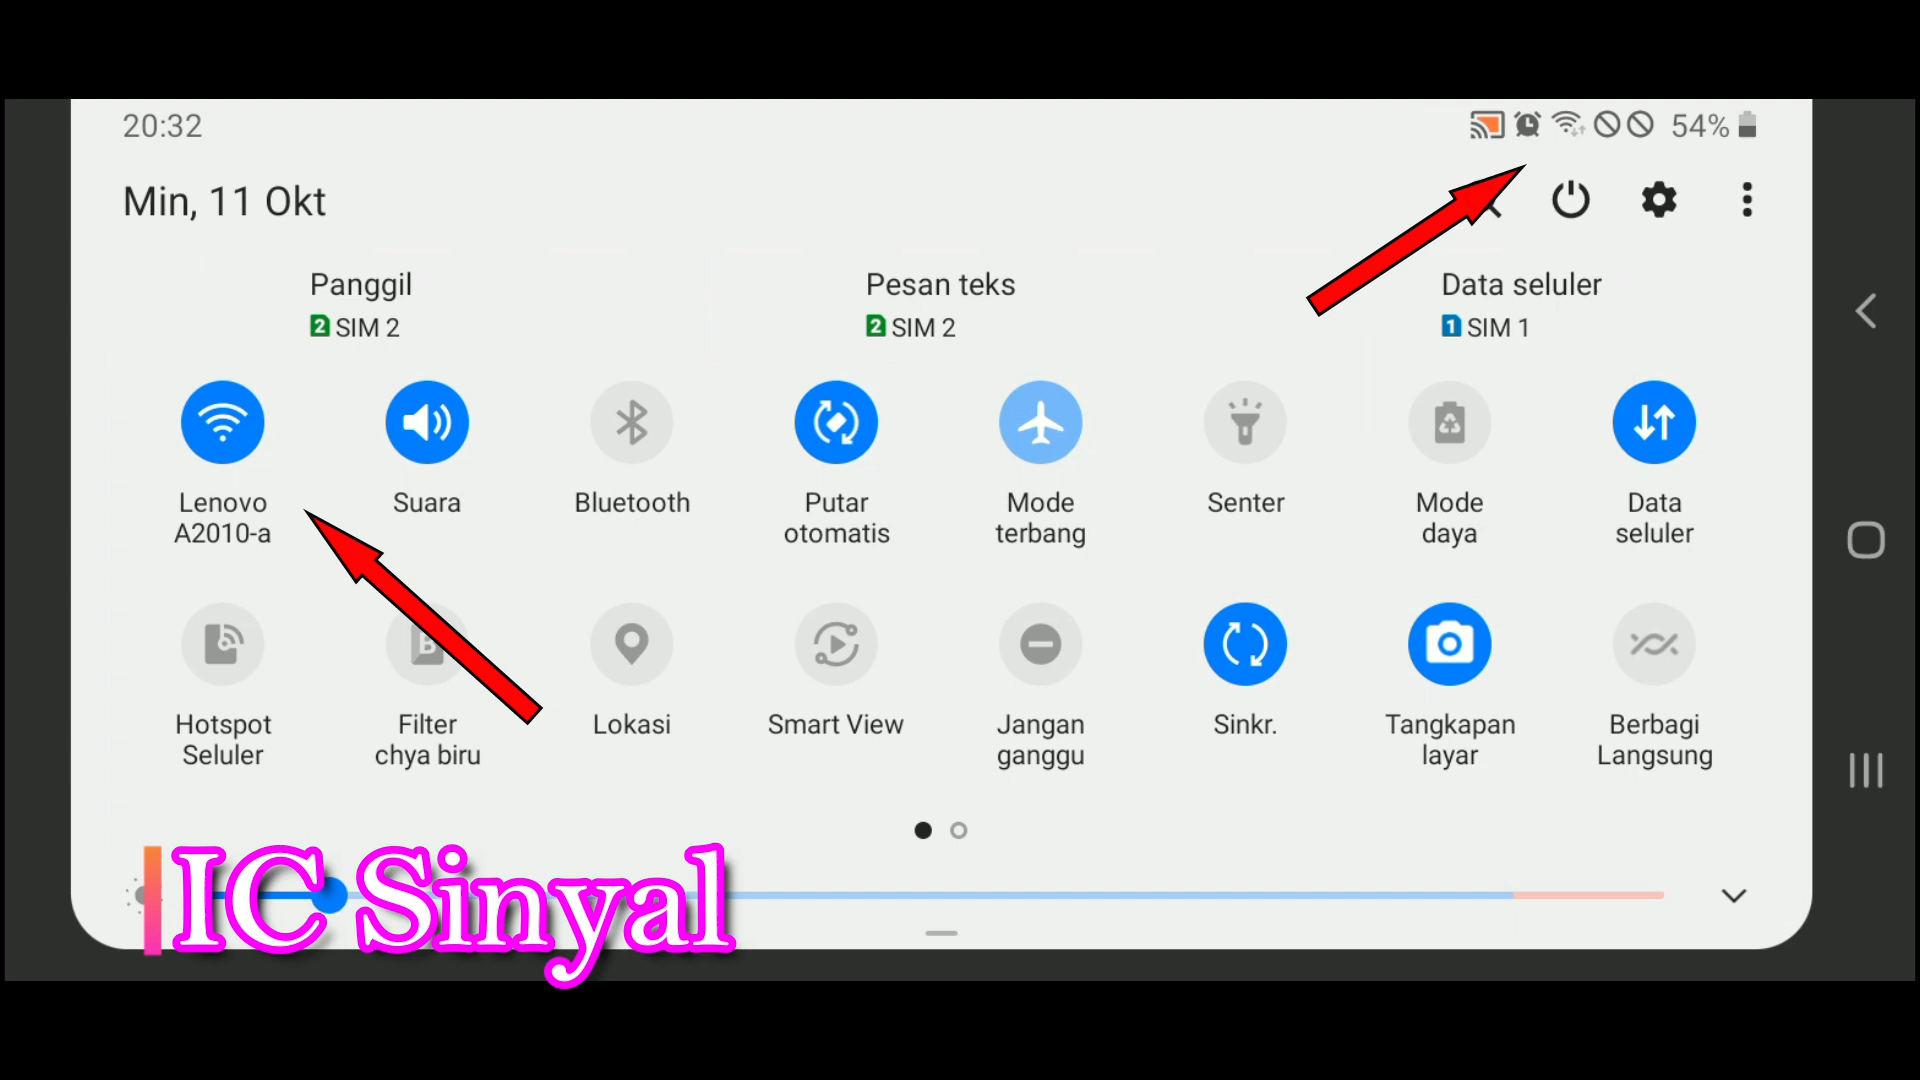 20:32
54%
Min, 11 Okt
Panggil
Pesan teks
Data seluler
2 SIM 2
2 SIM 2
1 SIM 1
Lenovo
A2010-a
Suara
Bluetooth
Putar
otomatis
Mode
terbang
Senter
Mode
daya
Data
seluler
B
Hotspot
Seluler
Filter
chya biru
Lokasi
Smart View
Jangan
ganggu
Sinkr.
Tangkapan
layar
Berbagi
Langsung
IC Sinyal